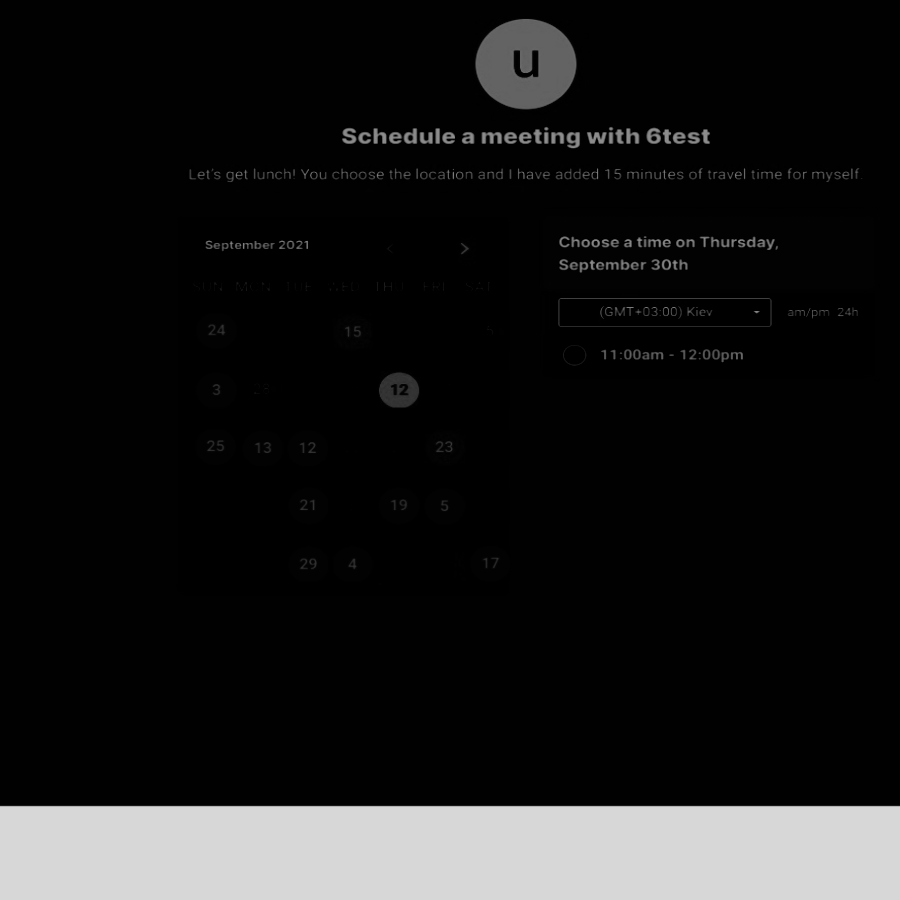 u
Schedule a meeting with 6test
Let's get lunch! You choose the location and I have added 15 minutes of travel time for myself
September 2021
SUN MON TUE WED THU FRI SAT
24 15
3 12
25 13 12 23
21 19 5
29 4 17
Choose a time on Thursday,
September 30th
(GMT+03:00) Kiev am/pm 24h
11:00am - 12:00pm